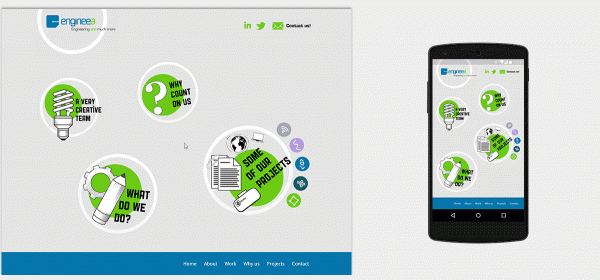 engineea
Engineering and much more
Contact us!
A VERY
CREATIVE
TEAM
WHY
COUNT
ON US
WHAT
DO WE
DO?
SOME
OF OUR
PROJECTS
Home About Work Why us Projects Contact
engineea
Contact us!
A VERY
CREATIVE
TEAM
WHY
COUNT
ON US
SOME
OF OUR
PROJECTS
WHAT
DO WE
DO?
Home About Work Why us Projects Contact